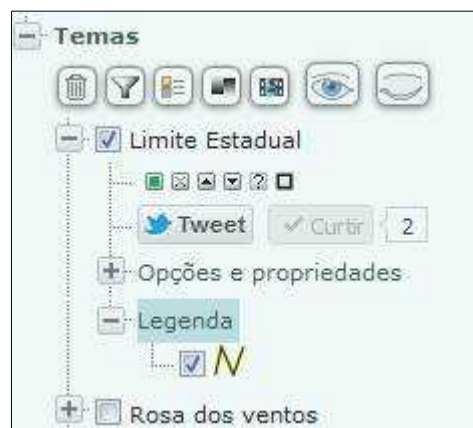 Temas
Limite Estadual
Tweet Curtir 2
Opções e propriedades
Legenda
Rosa dos ventos